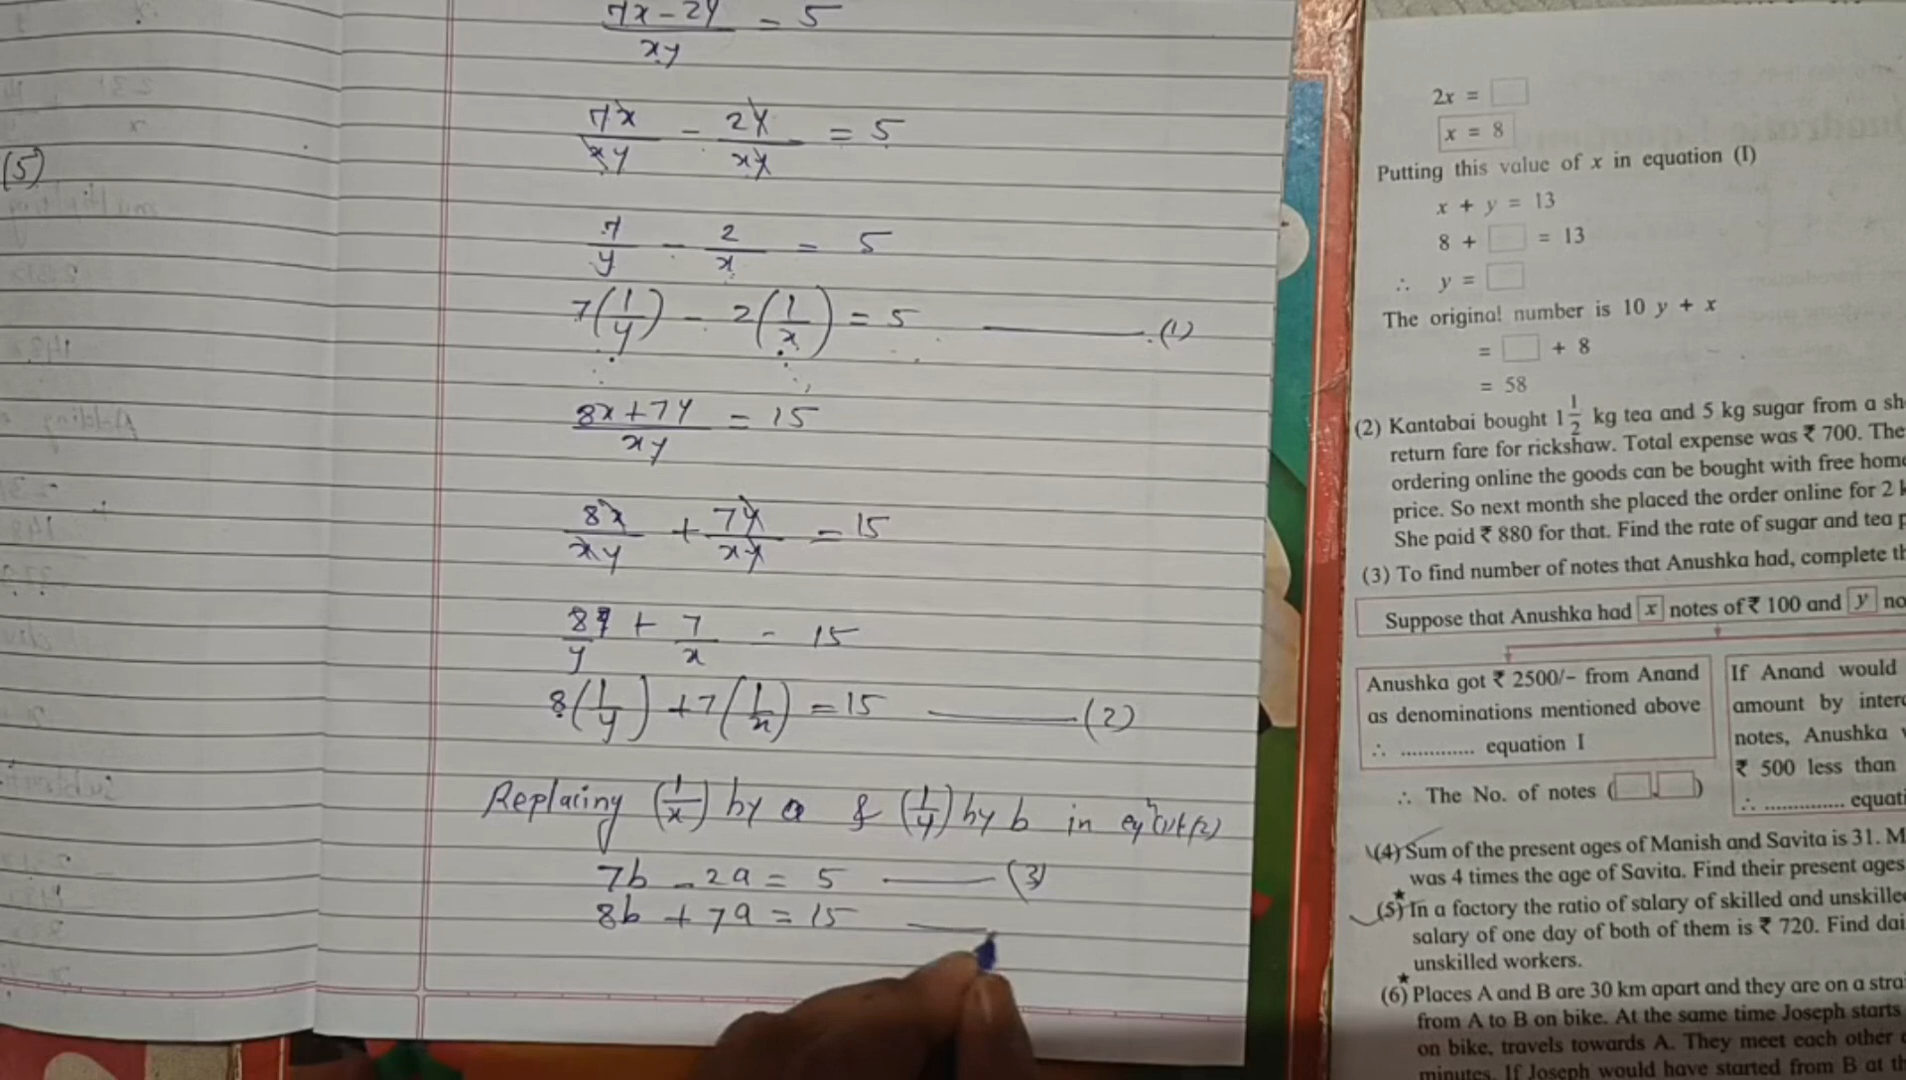 7x - 2y / xy = 5
7x / xy - 2y / xy = 5
(5)
7 / y - 2 / x = 5
7(1/y) - 2(1/x) = 5 —— (1)
8x + 7y / xy = 15
8x / xy + 7y / xy = 15
8 / y + 7 / x = 15
8(1/y) + 7(1/x) = 15 —— (2)
Replacing (1/x) by a & (1/y) by b in eqn (1) & (2)
7b - 2a = 5 —— (3)
8b + 7a = 15 ——
2x = □
x = 8
Putting this value of x in equation (I)
x + y = 13
8 + □ = 13
∴ y = □
The original number is 10 y + x
= □ + 8
= 58
(2) Kantabai bought 1 1/2 kg tea and 5 kg sugar from a sh
return fare for rickshaw. Total expense was ₹ 700. The
ordering online the goods can be bought with free hom
price. So next month she placed the order online for 2 k
She paid ₹ 880 for that. Find the rate of sugar and tea p
(3) To find number of notes that Anushka had, complete th
Suppose that Anushka had x notes of ₹ 100 and y no
Anushka got ₹ 2500/- from Anand
as denominations mentioned above
∴ ............. equation I
If Anand would
amount by inter
notes, Anushka
₹ 500 less than
∴ .............. equati
∴ The No. of notes (□, □)
(4) Sum of the present ages of Manish and Savita is 31. M
was 4 times the age of Savita. Find their present ages
(5)★ In a factory the ratio of salary of skilled and unskille
salary of one day of both of them is ₹ 720. Find dai
unskilled workers.
(6)★ Places A and B are 30 km apart and they are on a stra
from A to B on bike. At the same time Joseph starts
on bike, travels towards A. They meet each other
minutes. If Joseph would have started from B at th